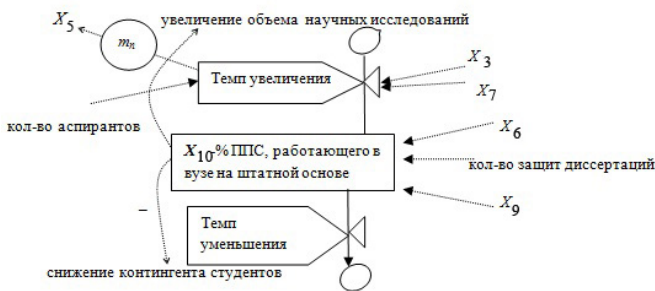 X5
увеличение объема научных исследований
mn
Темп увеличения
X3
X7
кол-во аспирантов
X6
X10-% ППС, работающего в
вузе на штатной основе
кол-во защит диссертаций
X9
–
Темп
уменьшения
снижение контингента студентов